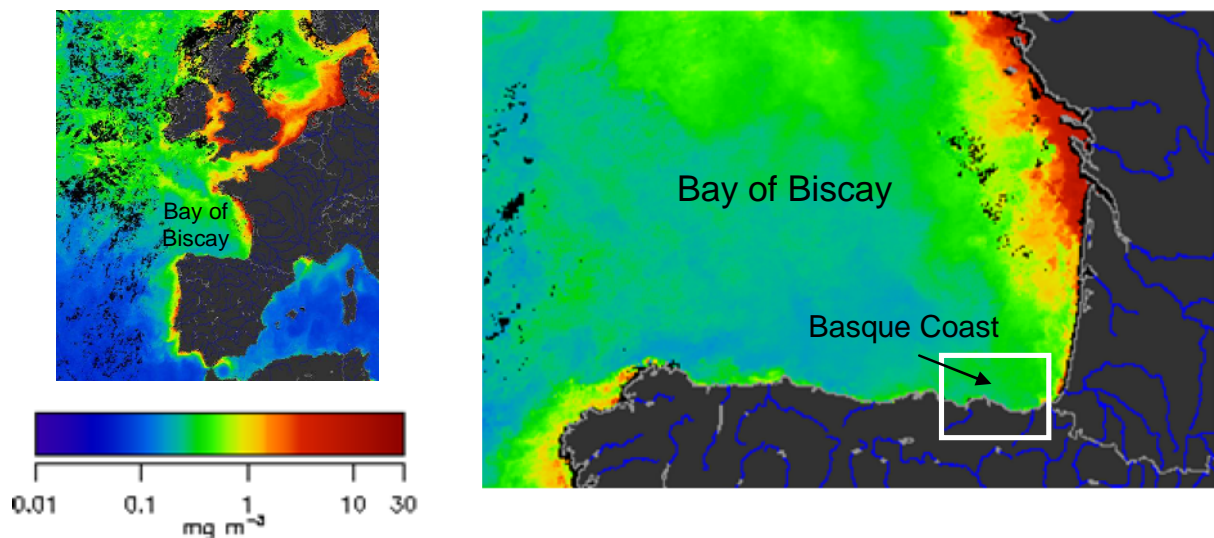 Bay of
Biscay
0.01 0.1 1 10 30
mg m⁻³
Bay of Biscay
Basque Coast